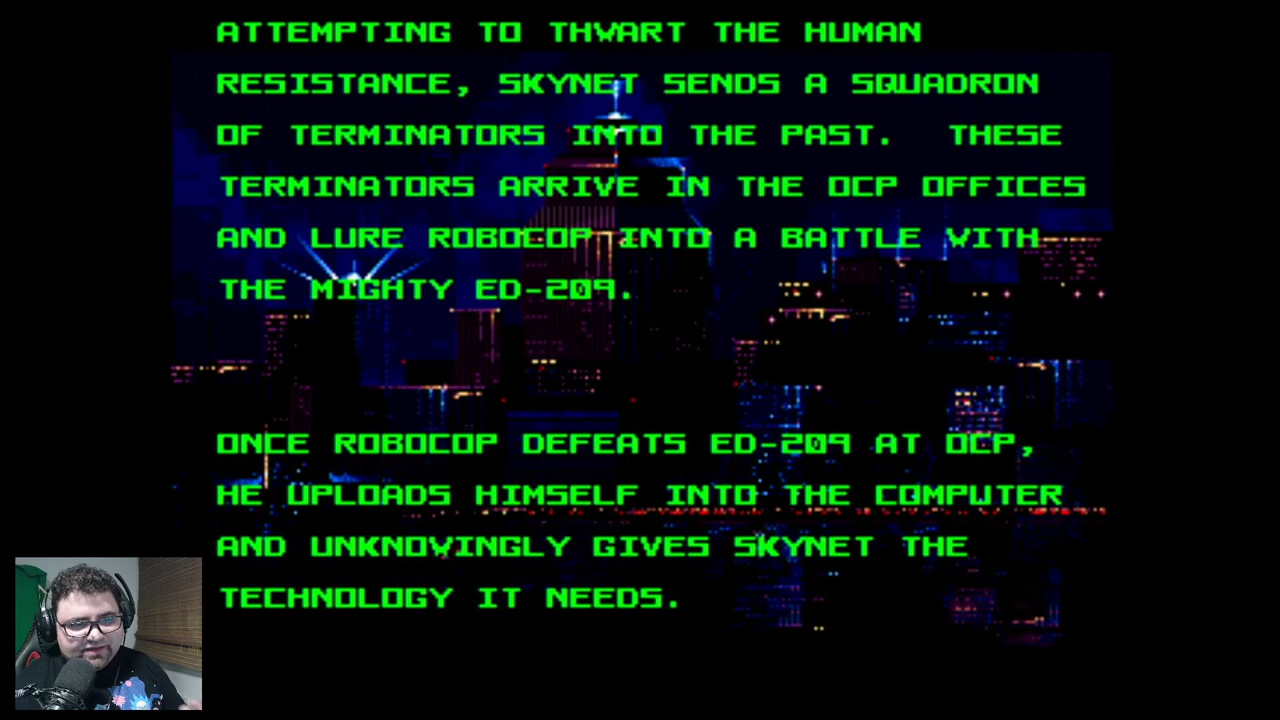 ATTEMPTING TO THWART THE HUMAN
RESISTANCE, SKYNET SENDS A SQUADRON
OF TERMINATORS INTO THE PAST. THESE
TERMINATORS ARRIVE IN THE OCP OFFICES
AND LURE ROBOCOP INTO A BATTLE WITH
THE MIGHTY ED-209.
ONCE ROBOCOP DEFEATS ED-209 AT OCP,
HE UPLOADS HIMSELF INTO THE COMPUTER
AND UNKNOWINGLY GIVES SKYNET THE
TECHNOLOGY IT NEEDS.